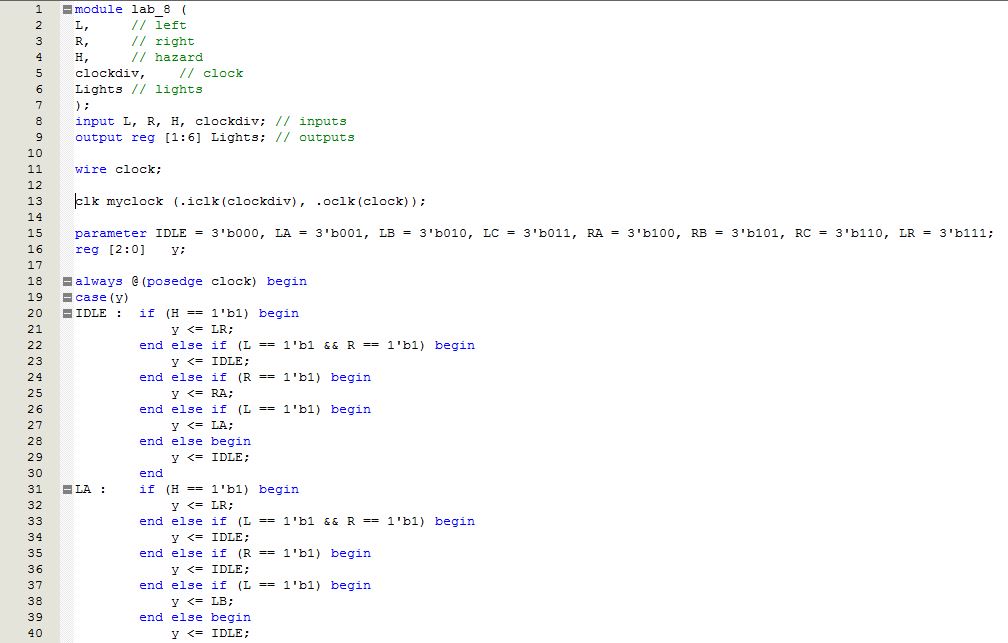 1 module lab_8 (
2 L, // left
3 R, // right
4 H, // hazard
5 clockdiv, // clock
6 Lights // lights
7 );
8 input L, R, H, clockdiv; // inputs
9 output reg [1:6] Lights; // outputs
10
11 wire clock;
12
13 clk myclock (.iclk(clockdiv), .oclk(clock));
14
15 parameter IDLE = 3'b000, LA = 3'b001, LB = 3'b010, LC = 3'b011, RA = 3'b100, RB = 3'b101, RC = 3'b110, LR = 3'b111;
16 reg [2:0] y;
17
18 always @(posedge clock) begin
19 case(y)
20 IDLE : if (H == 1'b1) begin
21 y <= LR;
22 end else if (L == 1'b1 && R == 1'b1) begin
23 y <= IDLE;
24 end else if (R == 1'b1) begin
25 y <= RA;
26 end else if (L == 1'b1) begin
27 y <= LA;
28 end else begin
29 y <= IDLE;
30 end
31 LA : if (H == 1'b1) begin
32 y <= LR;
33 end else if (L == 1'b1 && R == 1'b1) begin
34 y <= IDLE;
35 end else if (R == 1'b1) begin
36 y <= IDLE;
37 end else if (L == 1'b1) begin
38 y <= LB;
39 end else begin
40 y <= IDLE;